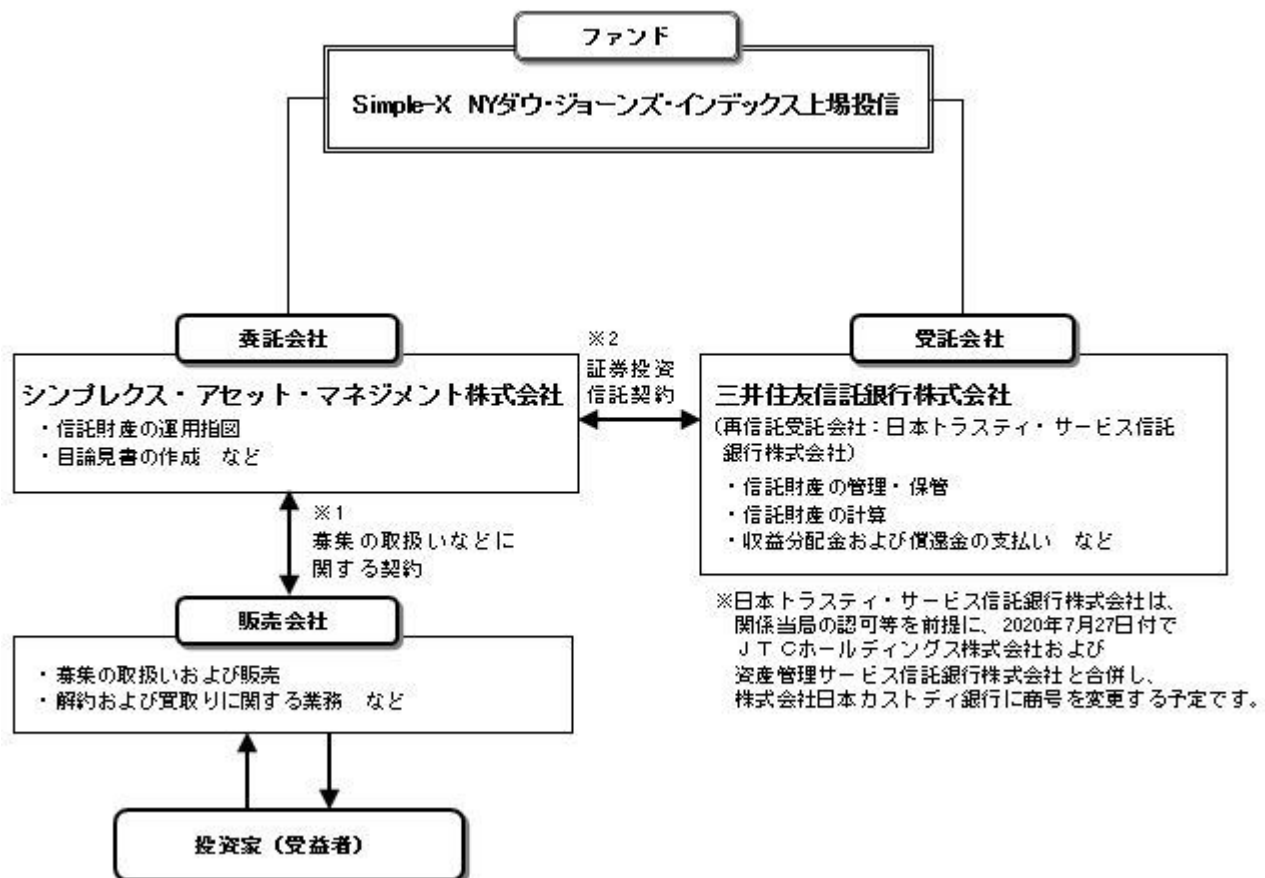 ファンド
Simple-X NYダウ・ジョーンズ・インデックス上場投信
委託会社
シンプレクス・アセット・マネジメント株式会社
・信託財産の運用指図
・目論見書の作成 など
※2
証券投資
信託契約
受託会社
三井住友信託銀行株式会社
(再信託受託会社：日本トラスティ・サービス信託
銀行株式会社)
・信託財産の管理・保管
・信託財産の計算
・収益分配金および償還金の支払い など
※1
募集の取扱いなどに
関する契約
※日本トラスティ・サービス信託銀行株式会社は、
関係当局の認可等を前提に、2020年7月27日付で
ＪＴＣホールディングス株式会社および
資産管理サービス信託銀行株式会社と合併し、
株式会社日本カストディ銀行に商号を変更する予定です。
販売会社
・募集の取扱いおよび販売
・解約および買取りに関する業務 など
投資家（受益者）